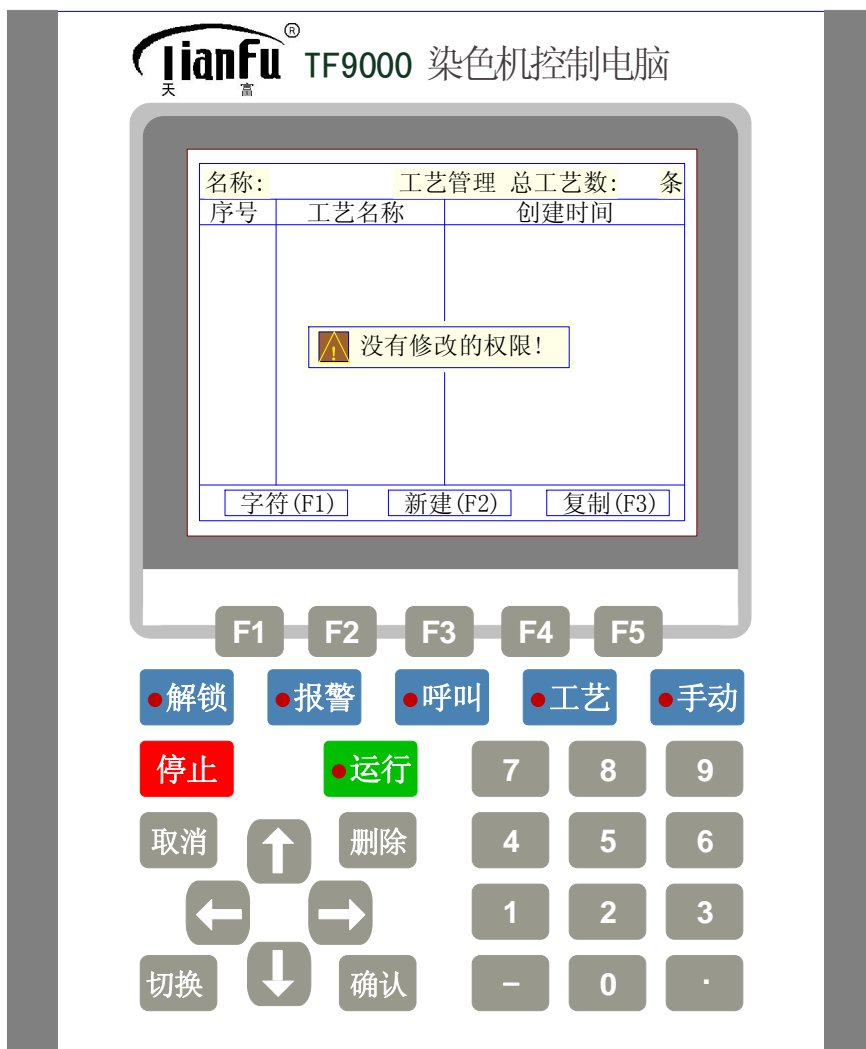 TianFu® TF9000 染色机控制电脑
天 富
名称: 工艺管理 总工艺数: 条
序号 工艺名称 创建时间
没有修改的权限!
字符(F1) 新建(F2) 复制(F3)
F1 F2 F3 F4 F5
解锁 报警 呼叫 工艺 手动
停止 运行 7 8 9
取消 删除 4 5 6
1 2 3
切换 确认 - 0 .